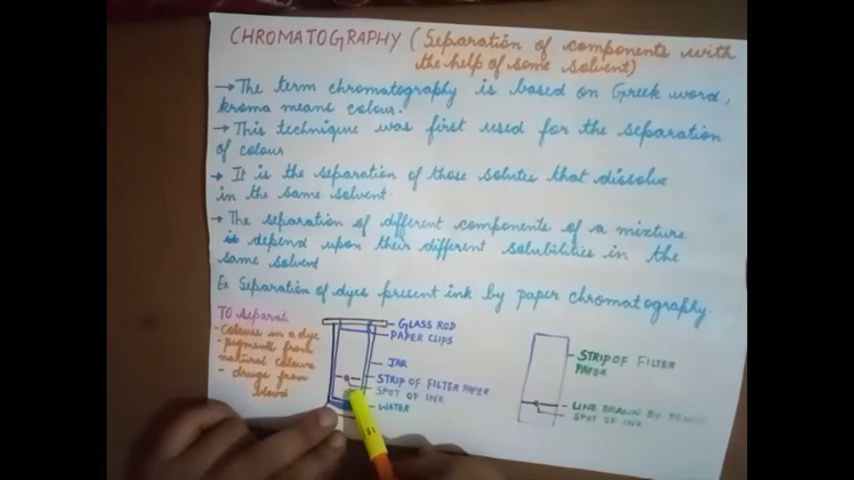 CHROMATOGRAPHY (Separation of components with
the help of some solvent)
→ The term chromatography is based on Greek word,
kroma means colour.
→ This technique was first used for the separation
of colour
→ It is the separation of those solutes that dissolve
in the same solvent.
→ The separation of different components of a mixture
is depend upon their different solubilities in the
same solvent
Ex Separation of dyes present ink by paper chromatography.
TO separat
- colours in a dye
- pigments from
natural colours
- drugs from
blood
GLASS ROD
PAPER CLIPS
JAR
STRIP OF FILTER PAPER
SPOT OF INK
WATER
STRIP OF FILTER
PAPER
LINE DRAWN BY PENCIL
SPOT OF INK